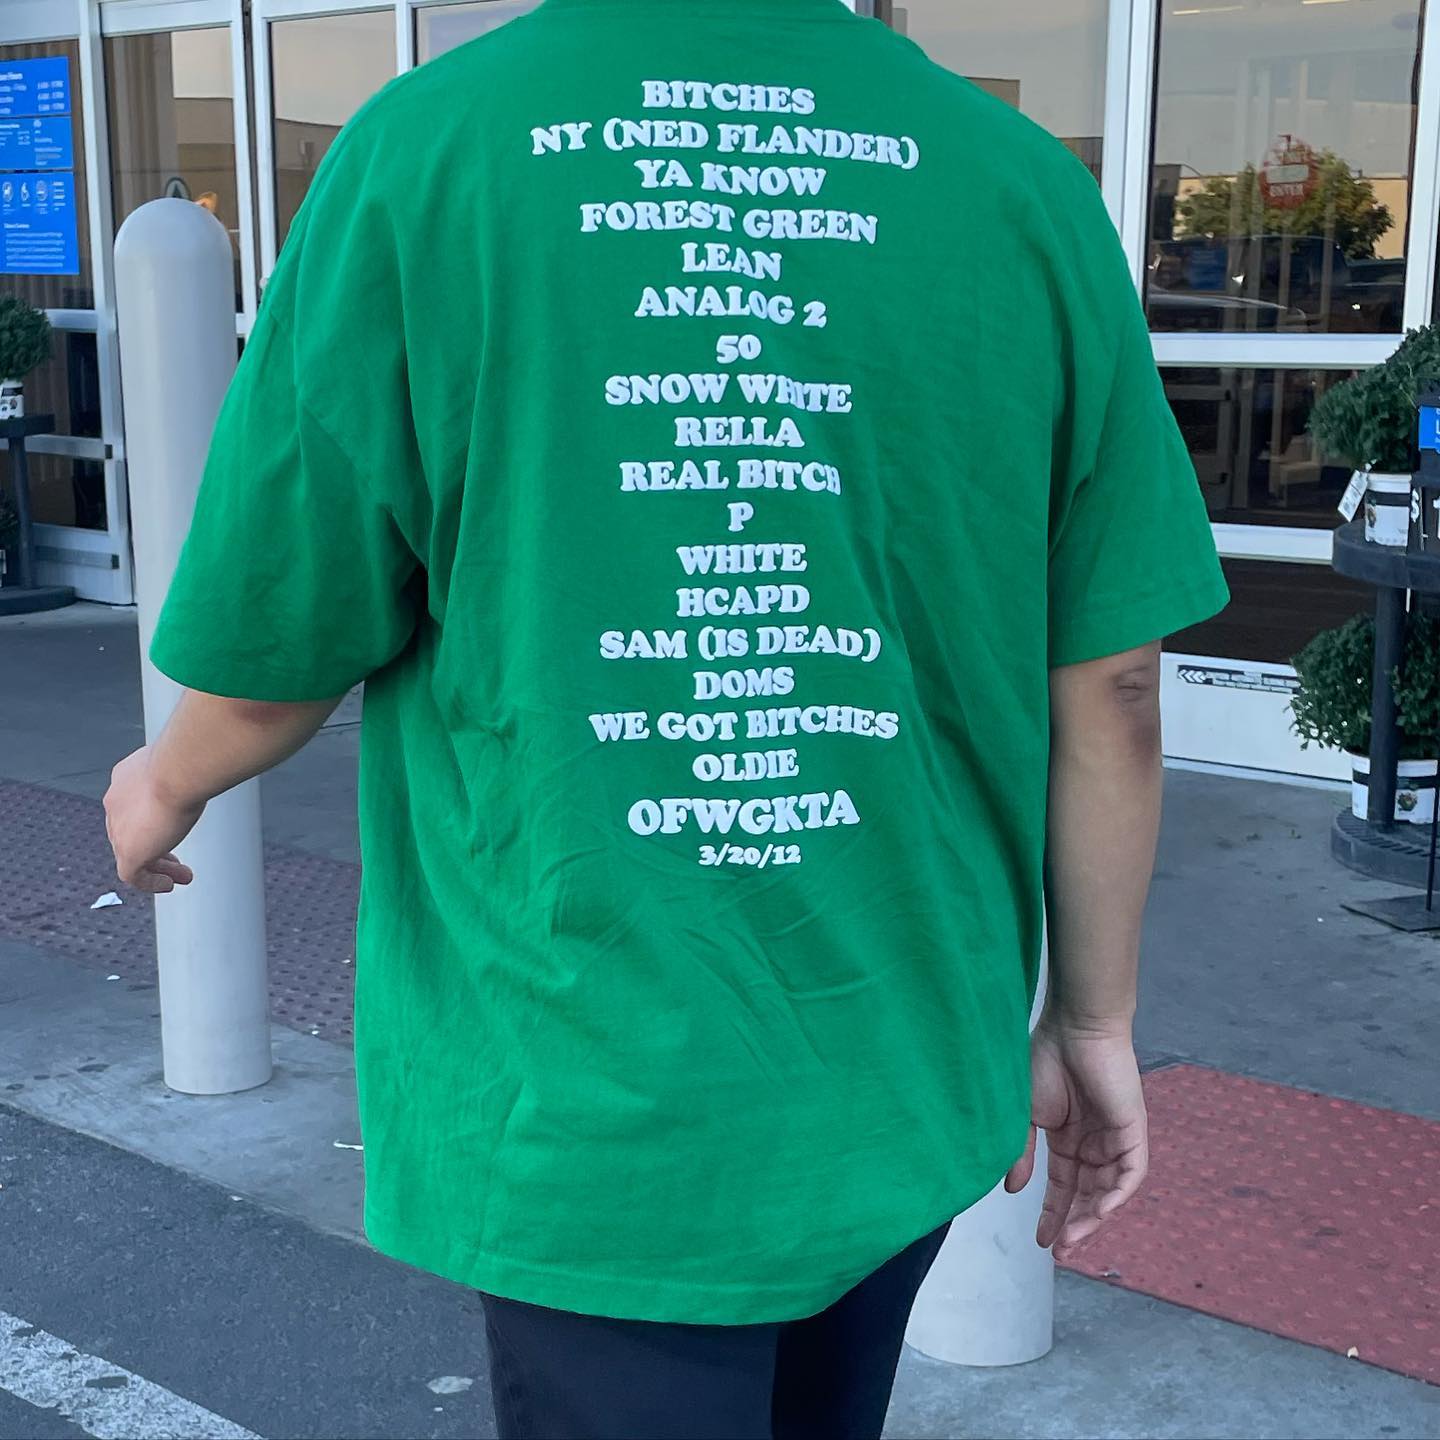 BITCHES
NY (NED FLANDER)
YA KNOW
FOREST GREEN
LEAN
ANALOG 2
50
SNOW WHITE
RELLA
REAL BITCH
P
WHITE
HCAPD
SAM (IS DEAD)
DOMS
WE GOT BITCHES
OLDIE
OFWGKTA
3/20/12
ENTER